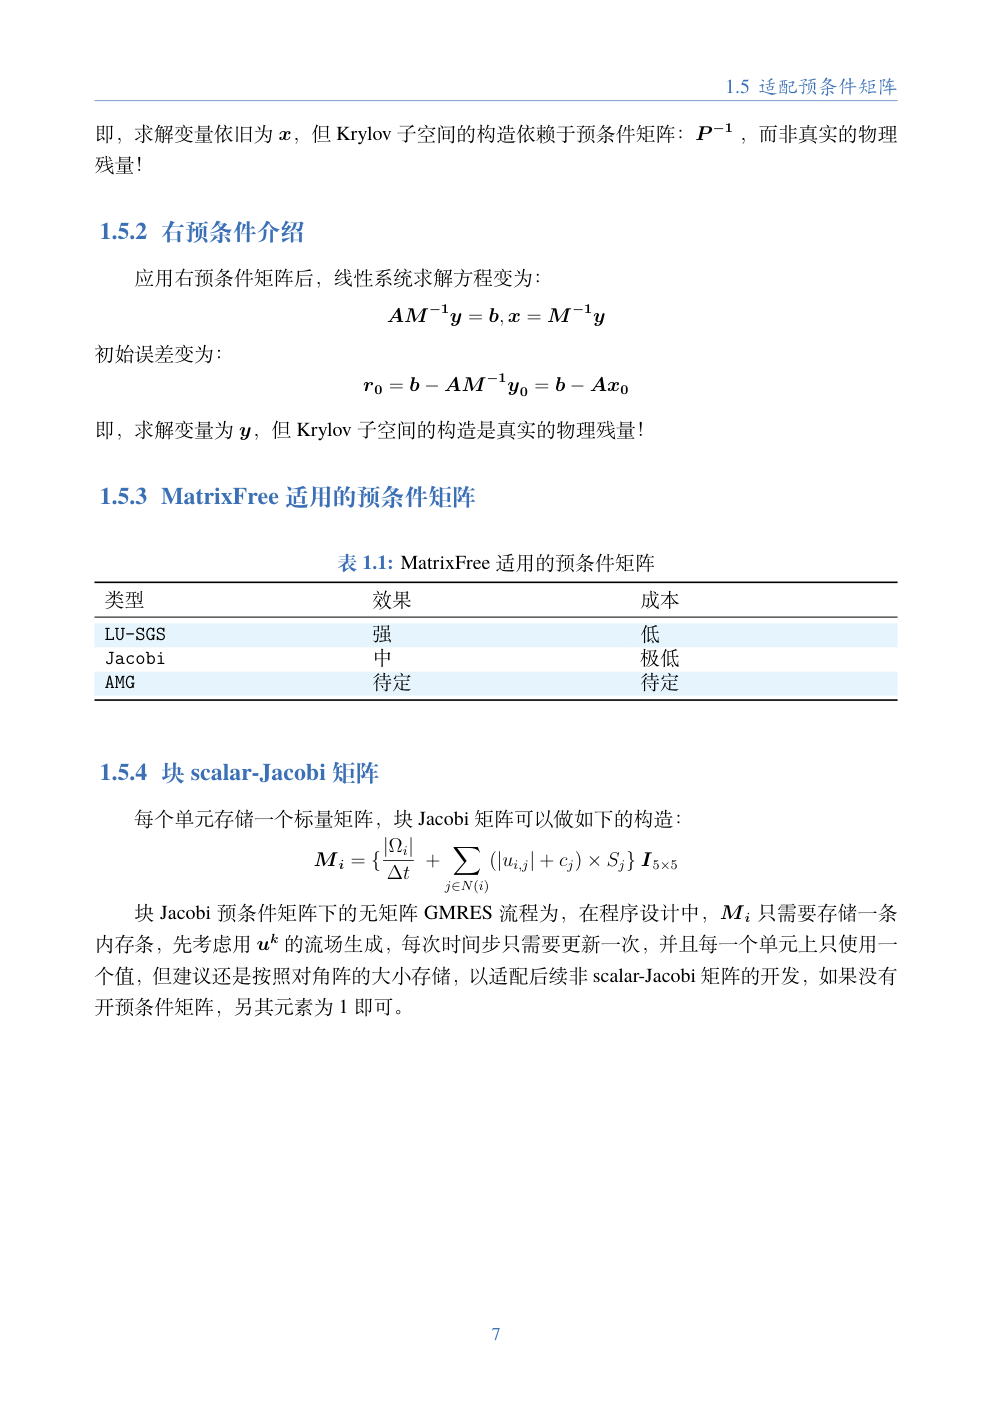 1.5 适配预条件矩阵
即，求解变量依旧为 x，但 Krylov 子空间的构造依赖于预条件矩阵：P⁻¹ ，而非真实的物理
残量！
1.5.2 右预条件介绍
应用右预条件矩阵后，线性系统求解方程变为：
AM⁻¹y = b, x = M⁻¹y
初始误差变为：
r₀ = b − AM⁻¹y₀ = b − Ax₀
即，求解变量为 y，但 Krylov 子空间的构造是真实的物理残量！
1.5.3 MatrixFree 适用的预条件矩阵
表 1.1: MatrixFree 适用的预条件矩阵
类型 效果 成本
LU-SGS 强 低
Jacobi 中 极低
AMG 待定 待定
1.5.4 块 scalar-Jacobi 矩阵
每个单元存储一个标量矩阵，块 Jacobi 矩阵可以做如下的构造：
M_i = {|Ω_i|/Δt + ∑_{j∈N(i)} (|u_{i,j}| + c_j) × S_j} I_{5×5}
块 Jacobi 预条件矩阵下的无矩阵 GMRES 流程为，在程序设计中，M_i 只需要存储一条
内存条，先考虑用 uᵏ 的流场生成，每次时间步只需要更新一次，并且每一个单元上只使用一
个值，但建议还是按照对角阵的大小存储，以适配后续非 scalar-Jacobi 矩阵的开发，如果没有
开预条件矩阵，另其元素为 1 即可。
7